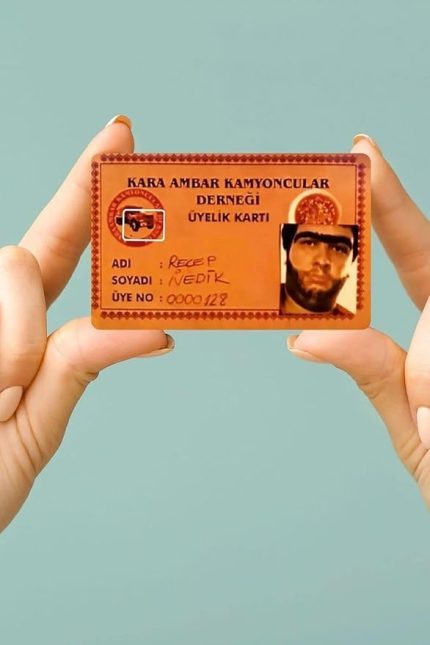 KARA AMBAR KAMYONCULAR
DERNEĞİ
ÜYELİK KARTI
ADI : RECEP
SOYADI : İVEDİK
ÜYE NO : 0000128